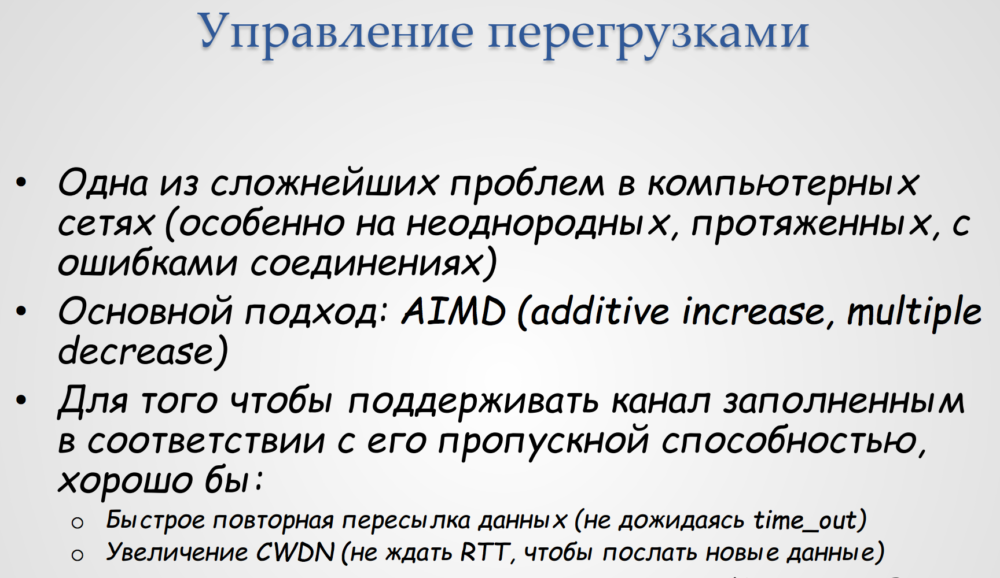 Управление перегрузками
• Одна из сложнейших проблем в компьютерных
сетях (особенно на неоднородных, протяженных, с
ошибками соединениях)
• Основной подход: AIMD (additive increase, multiple
decrease)
• Для того чтобы поддерживать канал заполненным
в соответствии с его пропускной способностью,
хорошо бы:
o Быстрое повторная пересылка данных (не дожидаясь time_out)
o Увеличение CWDN (не ждать RTT, чтобы послать новые данные)